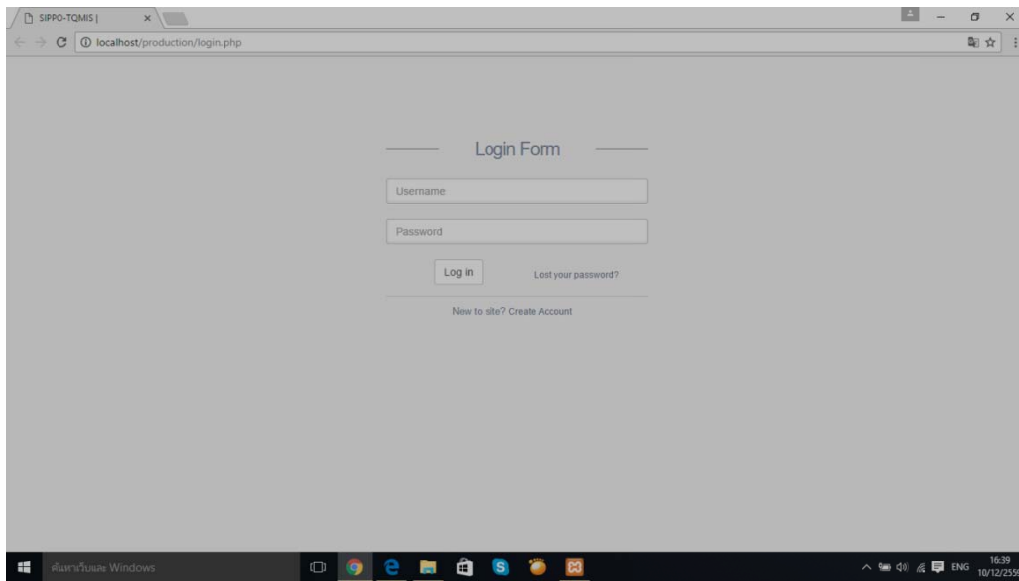 SIPPO-TQMIS |
localhost/production/login.php
Login Form
Username
Password
Log in
Lost your password?
New to site? Create Account
ค้นหาเว็บและ Windows
ENG
16:39
10/12/2559